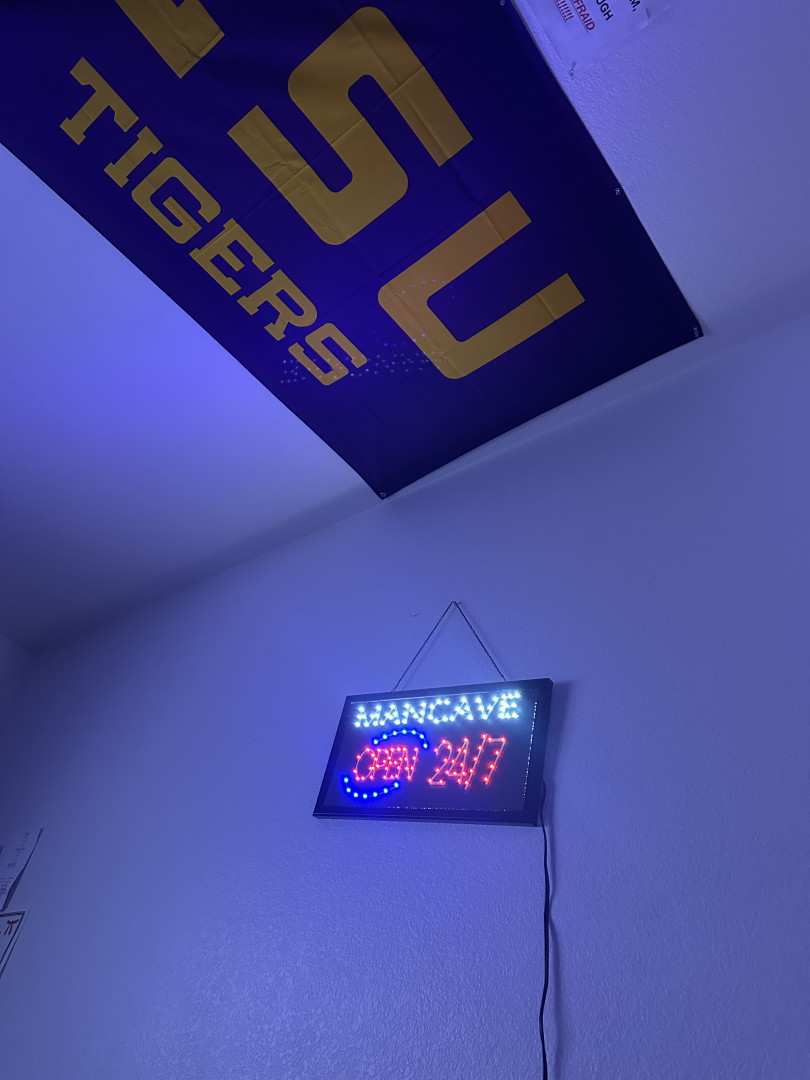 SU
TIGERS
MANCAVE
OPEN 24/7